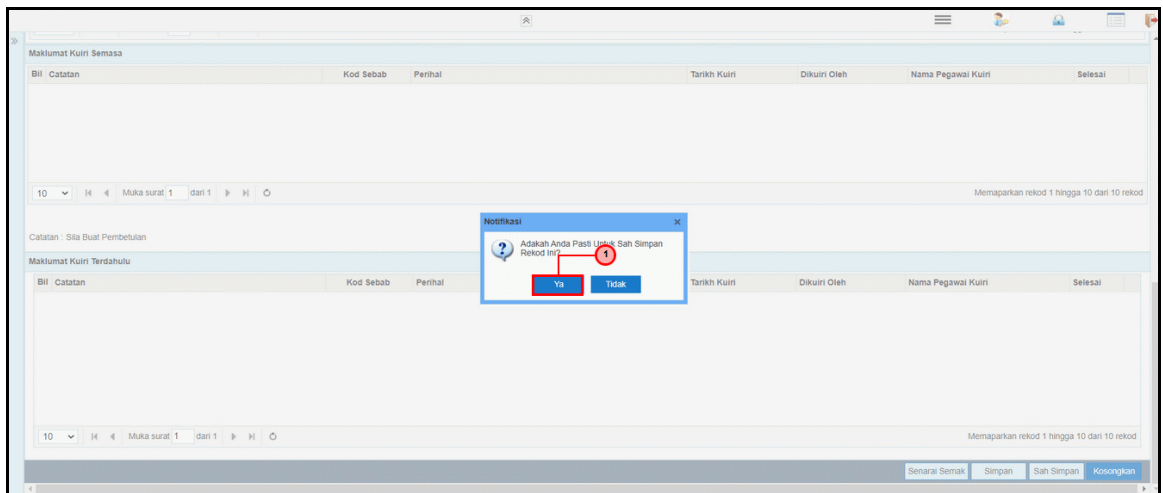 Maklumat Kuiri Semasa
Bil Catatan Kod Sebab Perihal Tarikh Kuiri Dikuiri Oleh Nama Pegawai Kuiri Selesai
10 Muka surat 1 dari 1 Memaparkan rekod 1 hingga 10 dari 10 rekod
Catatan : Sila Buat Pembetulan
Notifikasi
Adakah Anda Pasti Untuk Sah Simpan
Rekod Ini?
1
Ya Tidak
Maklumat Kuiri Terdahulu
Bil Catatan Kod Sebab Perihal Tarikh Kuiri Dikuiri Oleh Nama Pegawai Kuiri Selesai
10 Muka surat 1 dari 1 Memaparkan rekod 1 hingga 10 dari 10 rekod
Senarai Semak Simpan Sah Simpan Kosongkan